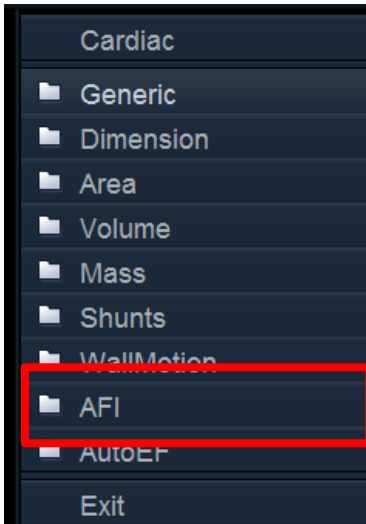 Cardiac
Generic
Dimension
Area
Volume
Mass
Shunts
WallMotion
AFI
AutoEF
Exit